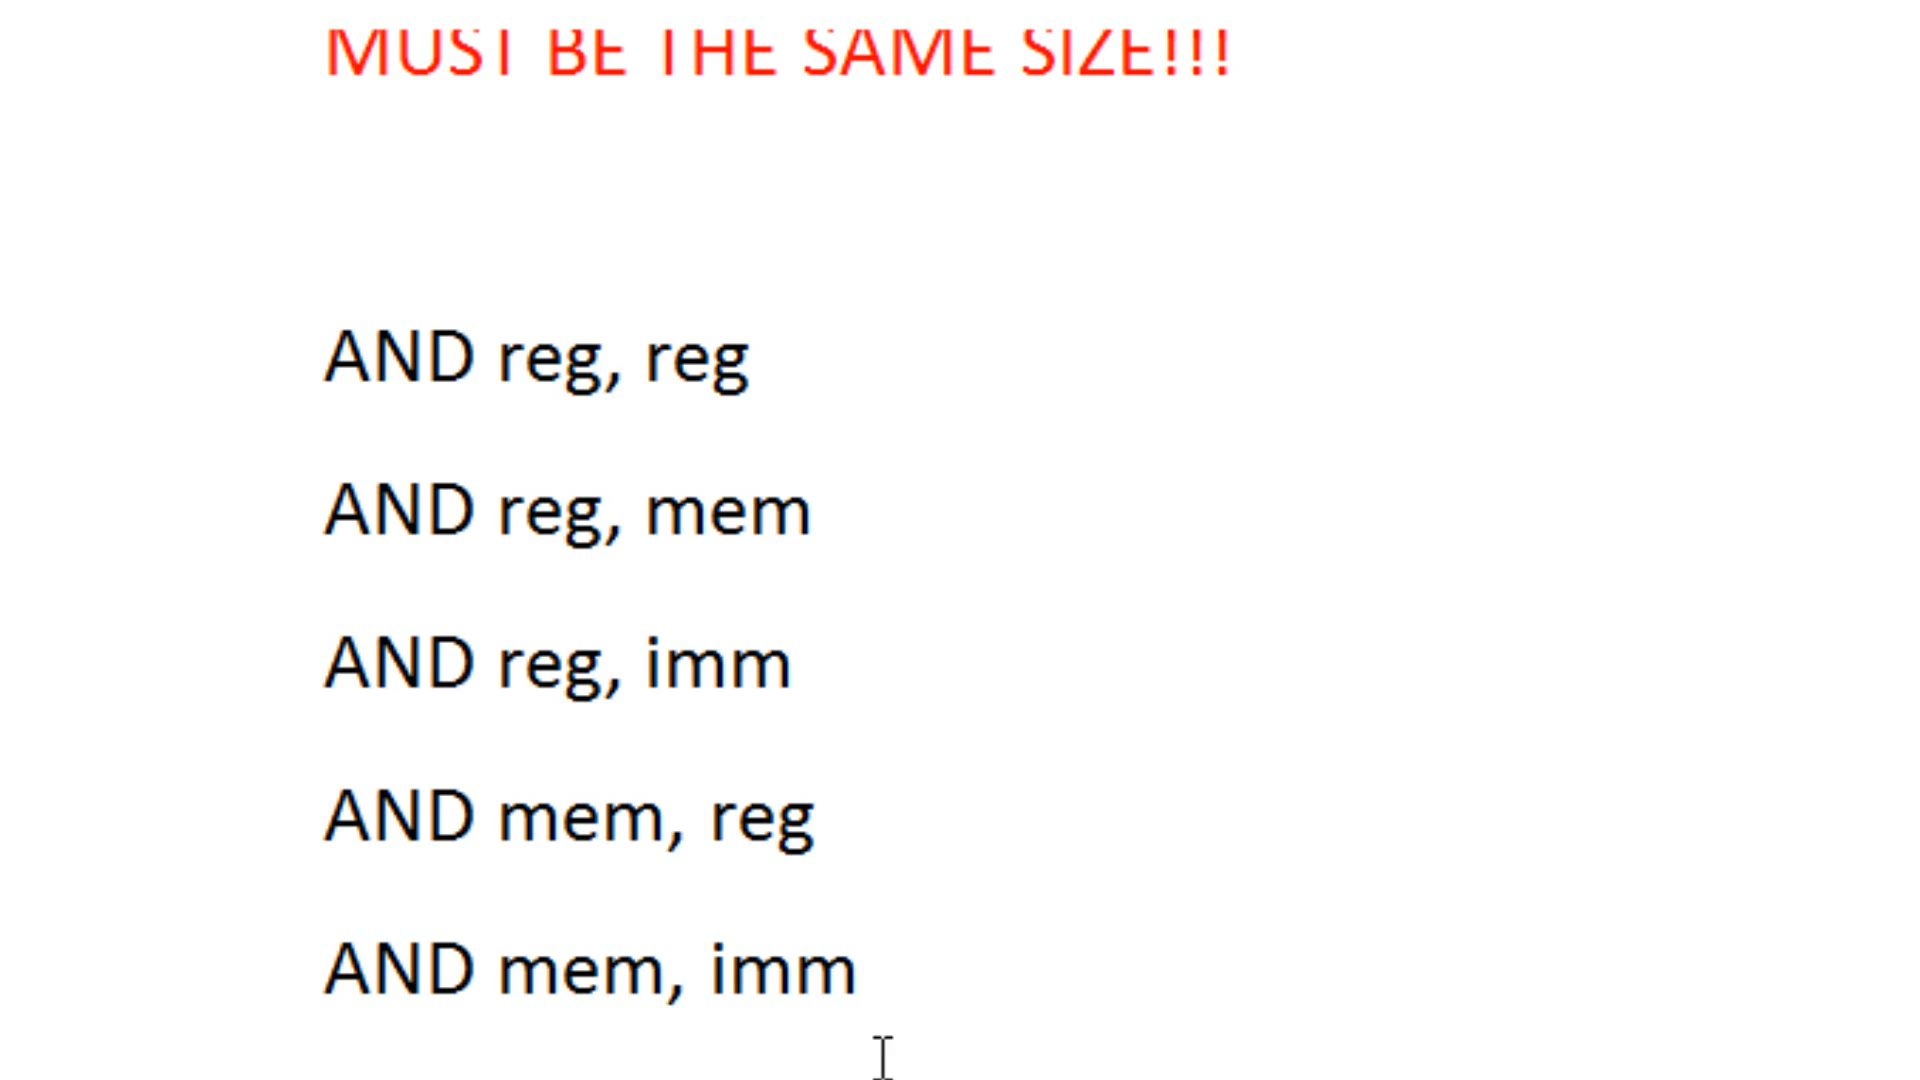 MUST BE THE SAME SIZE!!!
AND reg, reg
AND reg, mem
AND reg, imm
AND mem, reg
AND mem, imm